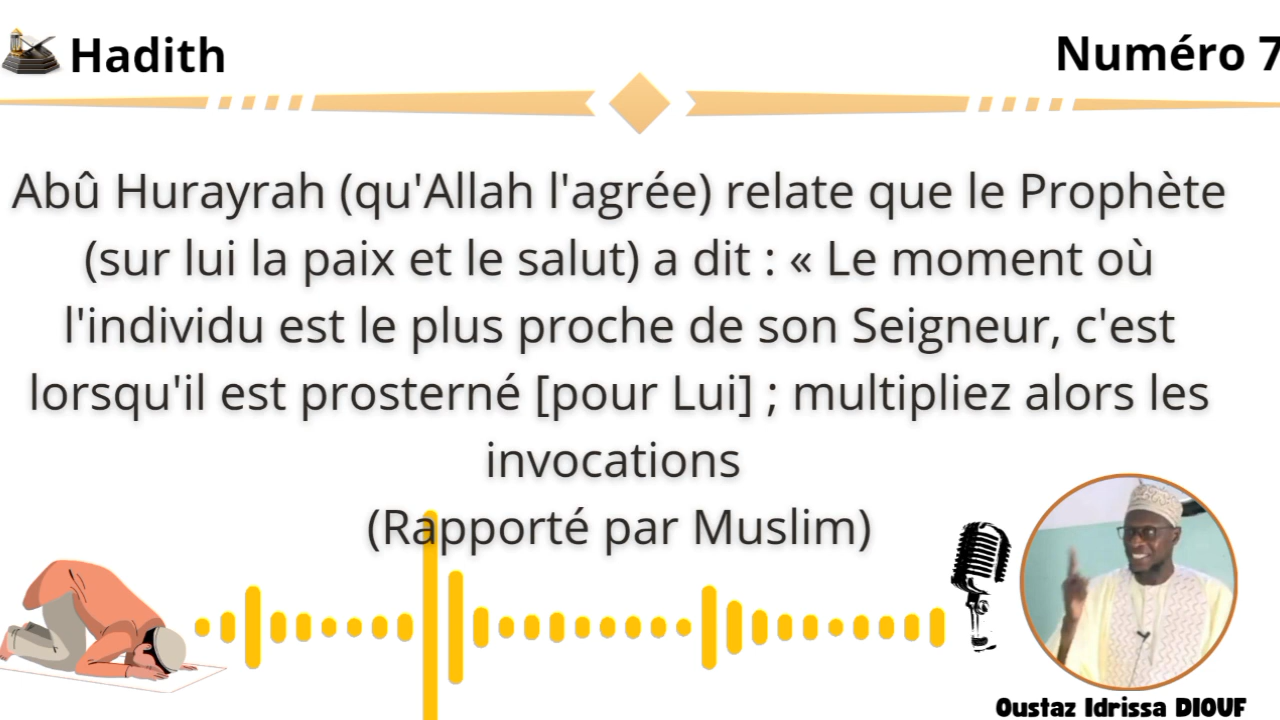 Hadith
Numéro 7
Abû Hurayrah (qu'Allah l'agrée) relate que le Prophète
(sur lui la paix et le salut) a dit : « Le moment où
l'individu est le plus proche de son Seigneur, c'est
lorsqu'il est prosterné [pour Lui] ; multipliez alors les
invocations
(Rapporté par Muslim)
Oustaz Idrissa DIOUF